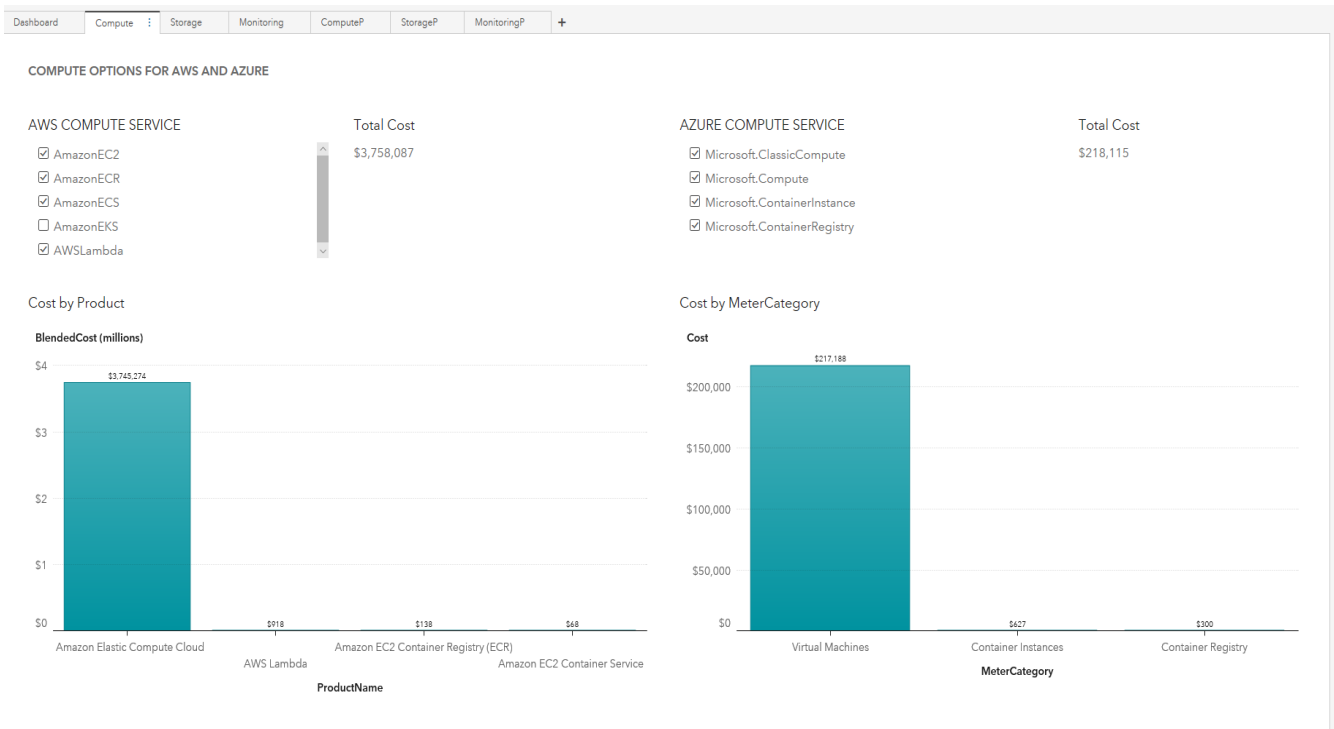 Dashboard
Compute
Storage
Monitoring
ComputeP
StorageP
MonitoringP
+
COMPUTE OPTIONS FOR AWS AND AZURE
AWS COMPUTE SERVICE
Total Cost
AmazonEC2
$3,758,087
AmazonECR
AmazonECS
AmazonEKS
AWSLambda
AZURE COMPUTE SERVICE
Total Cost
Microsoft.ClassicCompute
$218,115
Microsoft.Compute
Microsoft.ContainerInstance
Microsoft.ContainerRegistry
Cost by Product
BlendedCost (millions)
$4
$3
$2
$1
$0
$3,745,274
$918
$138
$68
Amazon Elastic Compute Cloud
AWS Lambda
Amazon EC2 Container Registry (ECR)
Amazon EC2 Container Service
ProductName
Cost by MeterCategory
Cost
$200,000
$150,000
$100,000
$50,000
$0
$217,188
$627
$300
Virtual Machines
Container Instances
Container Registry
MeterCategory